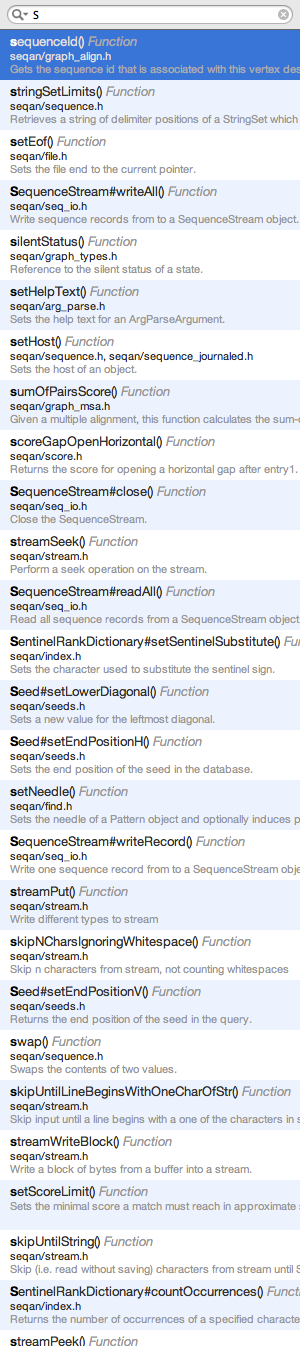 S
sequenceId() Function
seqan/graph_align.h
Gets the sequence id that is associated with this vertex des
stringSetLimits() Function
seqan/sequence.h
Retrieves a string of delimiter positions of a StringSet which
setEof() Function
seqan/file.h
Sets the file end to the current pointer.
SequenceStream#writeAll() Function
seqan/seq_io.h
Write sequence records from to a SequenceStream object.
silentStatus() Function
seqan/graph_types.h
Reference to the silent status of a state.
setHelpText() Function
seqan/arg_parse.h
Sets the help text for an ArgParseArgument.
setHost() Function
seqan/sequence.h, seqan/sequence_journaled.h
Sets the host of an object.
sumOfPairsScore() Function
seqan/graph_msa.h
Given a multiple alignment, this function calculates the sum-
scoreGapOpenHorizontal() Function
seqan/score.h
Returns the score for opening a horizontal gap after entry1.
SequenceStream#close() Function
seqan/seq_io.h
Close the SequenceStream.
streamSeek() Function
seqan/stream.h
Perform a seek operation on the stream.
SequenceStream#readAll() Function
seqan/seq_io.h
Read all sequence records from a SequenceStream object
SentinelRankDictionary#setSentinelSubstitute() Fu
seqan/index.h
Sets the character used to substitute the sentinel sign.
Seed#setLowerDiagonal() Function
seqan/seeds.h
Sets a new value for the leftmost diagonal.
Seed#setEndPositionH() Function
seqan/seeds.h
Sets the end position of the seed in the database.
setNeedle() Function
seqan/find.h
Sets the needle of a Pattern object and optionally induces p
SequenceStream#writeRecord() Function
seqan/seq_io.h
Write one sequence record from to a SequenceStream obje
streamPut() Function
seqan/stream.h
Write different types to stream
skipNCharsIgnoringWhitespace() Function
seqan/stream.h
Skip n characters from stream, not counting whitespaces
Seed#setEndPositionV() Function
seqan/seeds.h
Returns the end position of the seed in the query.
swap() Function
seqan/sequence.h
Swaps the contents of two values.
skipUntilLineBeginsWithOneCharOfStr() Function
seqan/stream.h
Skip input until a line begins with a one of the characters in s
streamWriteBlock() Function
seqan/stream.h
Write a block of bytes from a buffer into a stream.
setScoreLimit() Function
Sets the minimal score a match must reach in approximate
skipUntilString() Function
seqan/stream.h
Skip (i.e. read without saving) characters from stream until S
SentinelRankDictionary#countOccurrences() Functi
seqan/index.h
Returns the number of occurrences of a specified character
streamPeek() Function